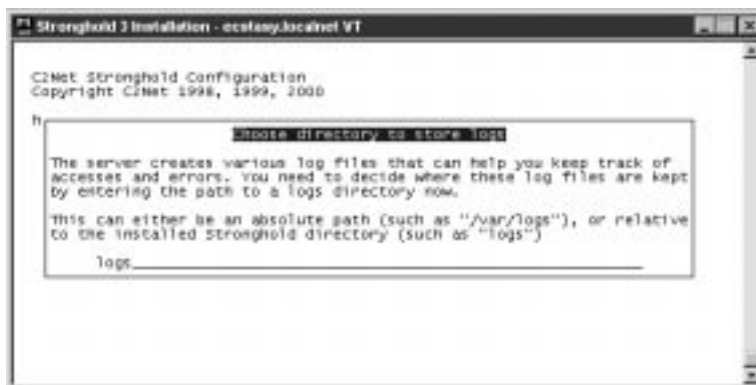 Stronghold 3 Installation - ecstasy.localnet VT
C2Net Stronghold Configuration
Copyright C2Net 1998, 1999, 2000
h
Choose directory to store logs
The server creates various log files that can help you keep track of
accesses and errors. You need to decide where these log files are kept
by entering the path to a logs directory now.
This can either be an absolute path (such as "/var/logs"), or relative
to the installed Stronghold directory (such as "logs")
logs